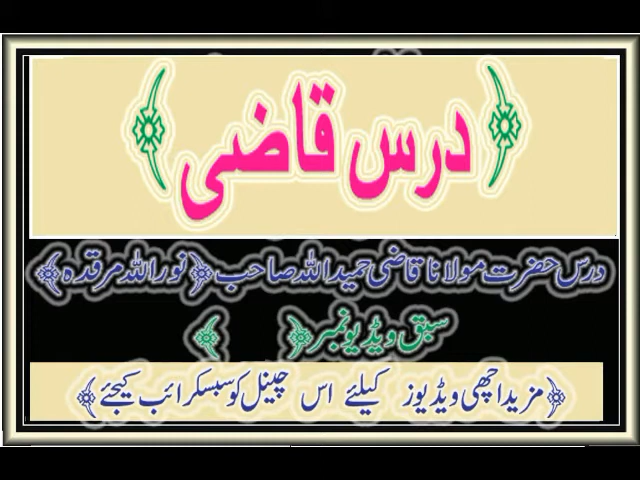 ﴿ درس قاضی ﴾
درس حضرت مولانا قاضی حمید اللہ صاحب ﴿نور اللہ مرقدہ﴾
سبق ویڈیو نمبر ﴿ ﴾
﴿مزید اچھی ویڈیوز کیلئے اس چینل کو سبسکرائب کیجئے﴾